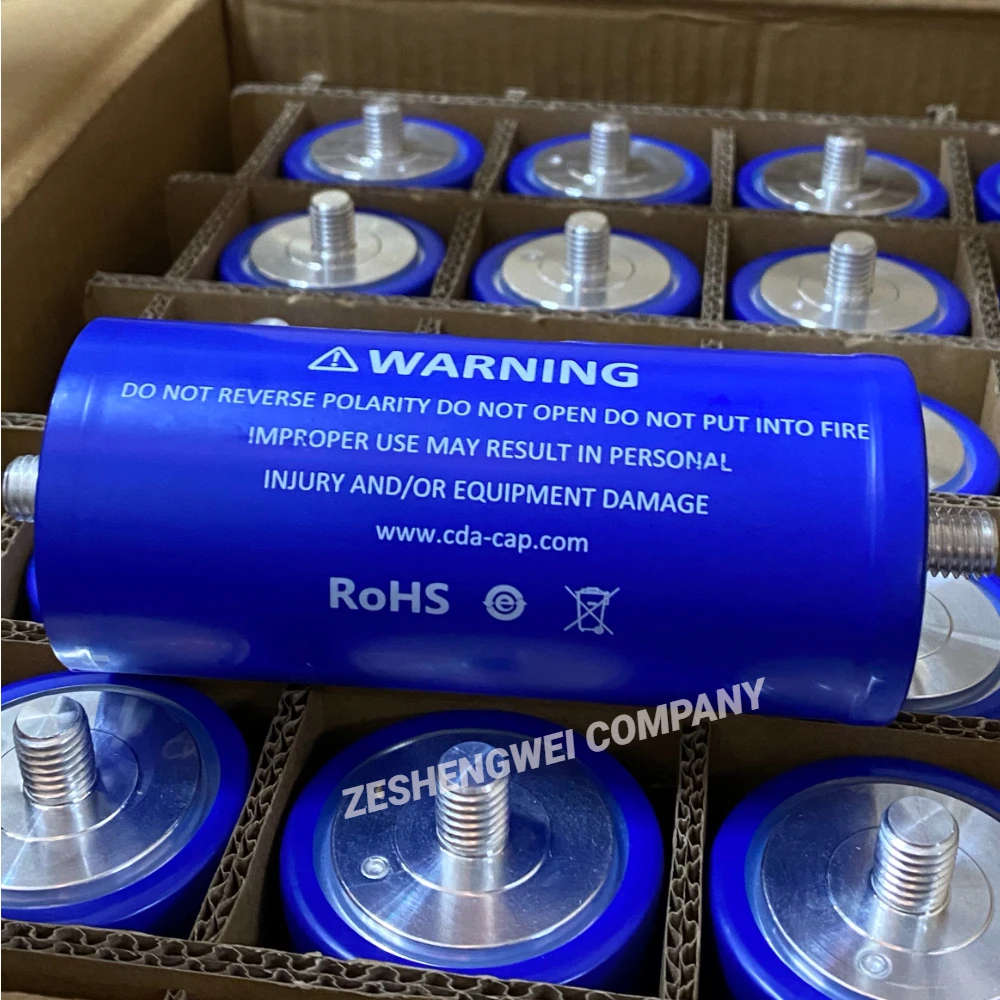 WARNING
DO NOT REVERSE POLARITY DO NOT OPEN DO NOT PUT INTO FIRE
IMPROPER USE MAY RESULT IN PERSONAL
INJURY AND/OR EQUIPMENT DAMAGE
www.cda-cap.com
RoHS e
ZESHENGWEI COMPANY